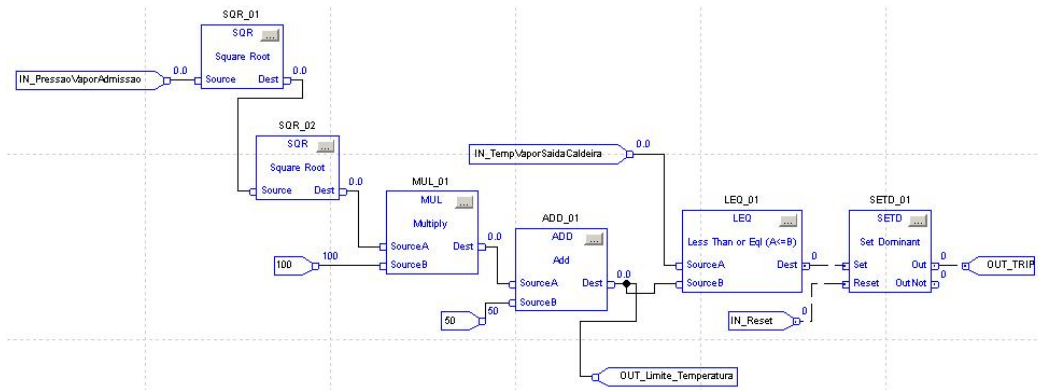 SQR_01
SQR
...
Square Root
0.0
0.0
IN_PressaoVaporAdmissao
Source
Dest
SQR_02
SQR
...
Square Root
0.0
Source
Dest
IN_TempVaporSaidaCaldeira
0.0
MUL_01
MUL
...
Multiply
0.0
SourceA
Dest
SourceB
100
100
ADD_01
ADD
...
Add
0.0
SourceA
Dest
SourceB
50
50
LEQ_01
LEQ
...
Less Than or Eql (A<=B)
0
SourceA
Dest
SourceB
SETD_01
SETD
...
Set Dominant
0
Set
Out
0
Reset
OutNot
OUT_TRIP
IN_Reset
0
OUT_Limite_Temperatura